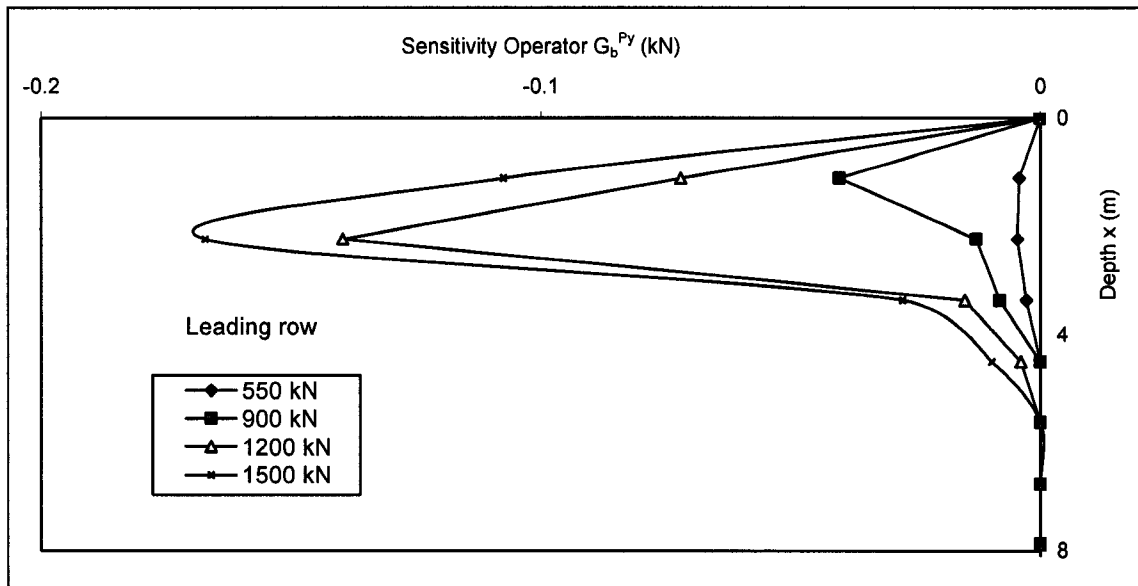 Sensitivity Operator G_b^Py (kN)
-0.2 -0.1 0
0
4
8
Depth x (m)
Leading row
550 kN
900 kN
1200 kN
1500 kN